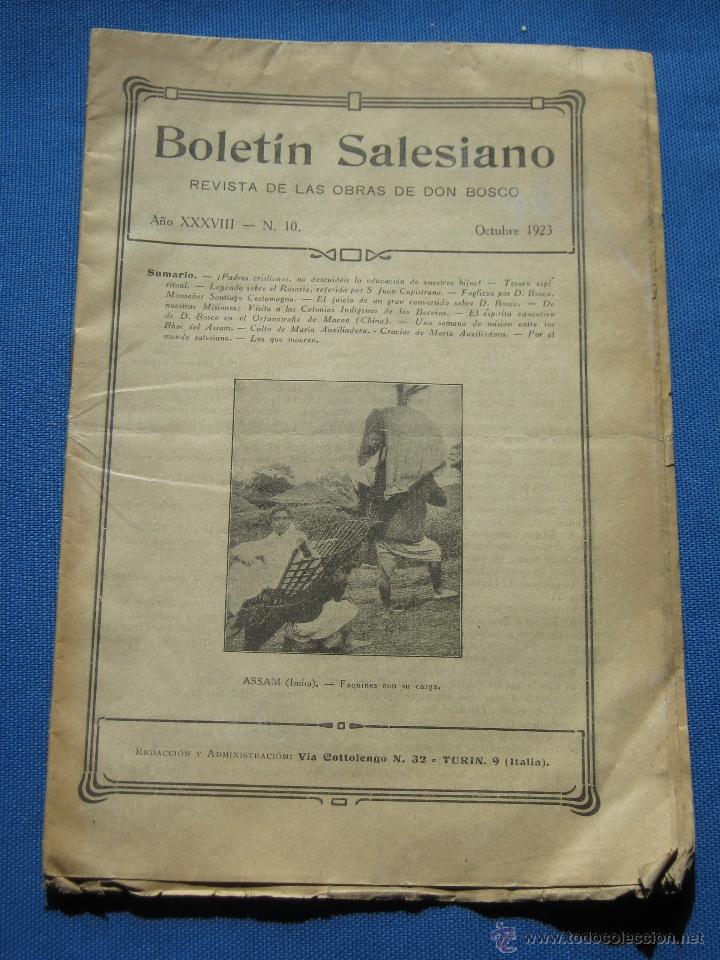 Boletín Salesiano
REVISTA DE LAS OBRAS DE DON BOSCO
Año XXXVIII — N. 10. Octubre 1923
Sumario. — ¡Padres cristianos, no descuidéis la educación de vuestros hijos! — Tesoro espi
ritual. — Leyenda sobre el Rosario, referida por S. Juan Capistrano. — Foglizzo por D. Bosco.
Monseñor Santiago Costamagna. — El juicio de un gran convertido sobre D. Bosco. — De
nuestras Misiones: Visita a las Colonias Indígenas de los Bororos. — El espíritu educativo
de D. Bosco en el Orfanotrofio de Macao (China). — Una semana de misión entre los
Bhoi del Assam. — Culto de María Auxiliadora. - Gracias de María Auxiliadora. — Por el
mundo salesiano. — Los que mueren.
ASSAM (India). — Faquines con su carga.
REDACCIÓN Y ADMINISTRACIÓN: Via Cottolengo N. 32 - TURIN. 9 (Italia).
© todocoleccion.net